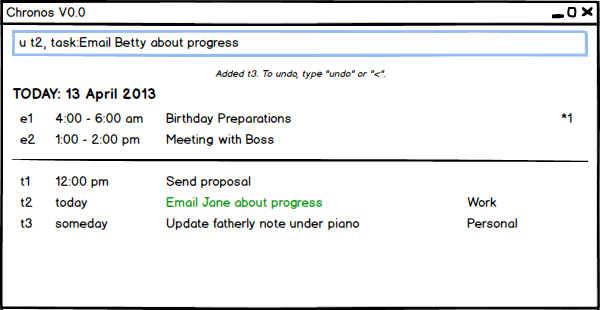 Chronos V0.0
u t2, task:Email Betty about progress
Added t3. To undo, type "undo" or "<".
TODAY: 13 April 2013
e1 4:00 - 6:00 am Birthday Preparations *1
e2 1:00 - 2:00 pm Meeting with Boss
t1 12:00 pm Send proposal
t2 today Email Jane about progress Work
t3 someday Update fatherly note under piano Personal